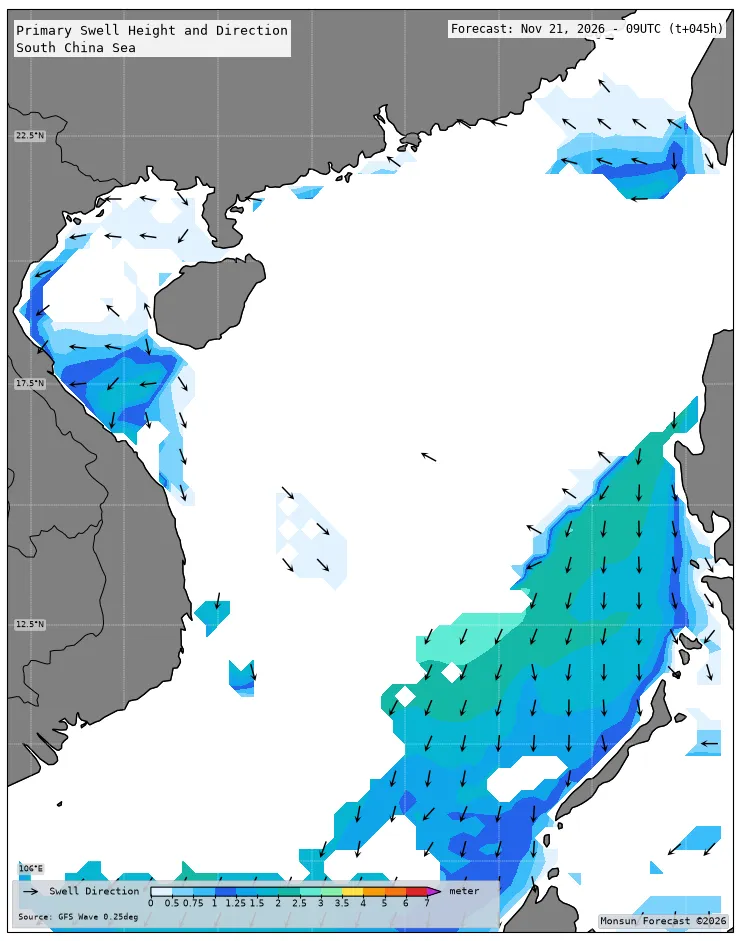 Primary Swell Height and Direction
South China Sea
Forecast: Nov 21, 2026 - 09UTC (t+045h)
22.5°N
17.5°N
12.5°N
106°E
Swell Direction
0 0.5 0.75 1 1.25 1.5 2 2.5 3 3.5 4 5 6 7 meter
Source: GFS Wave 0.25deg
Monsun Forecast ©2026